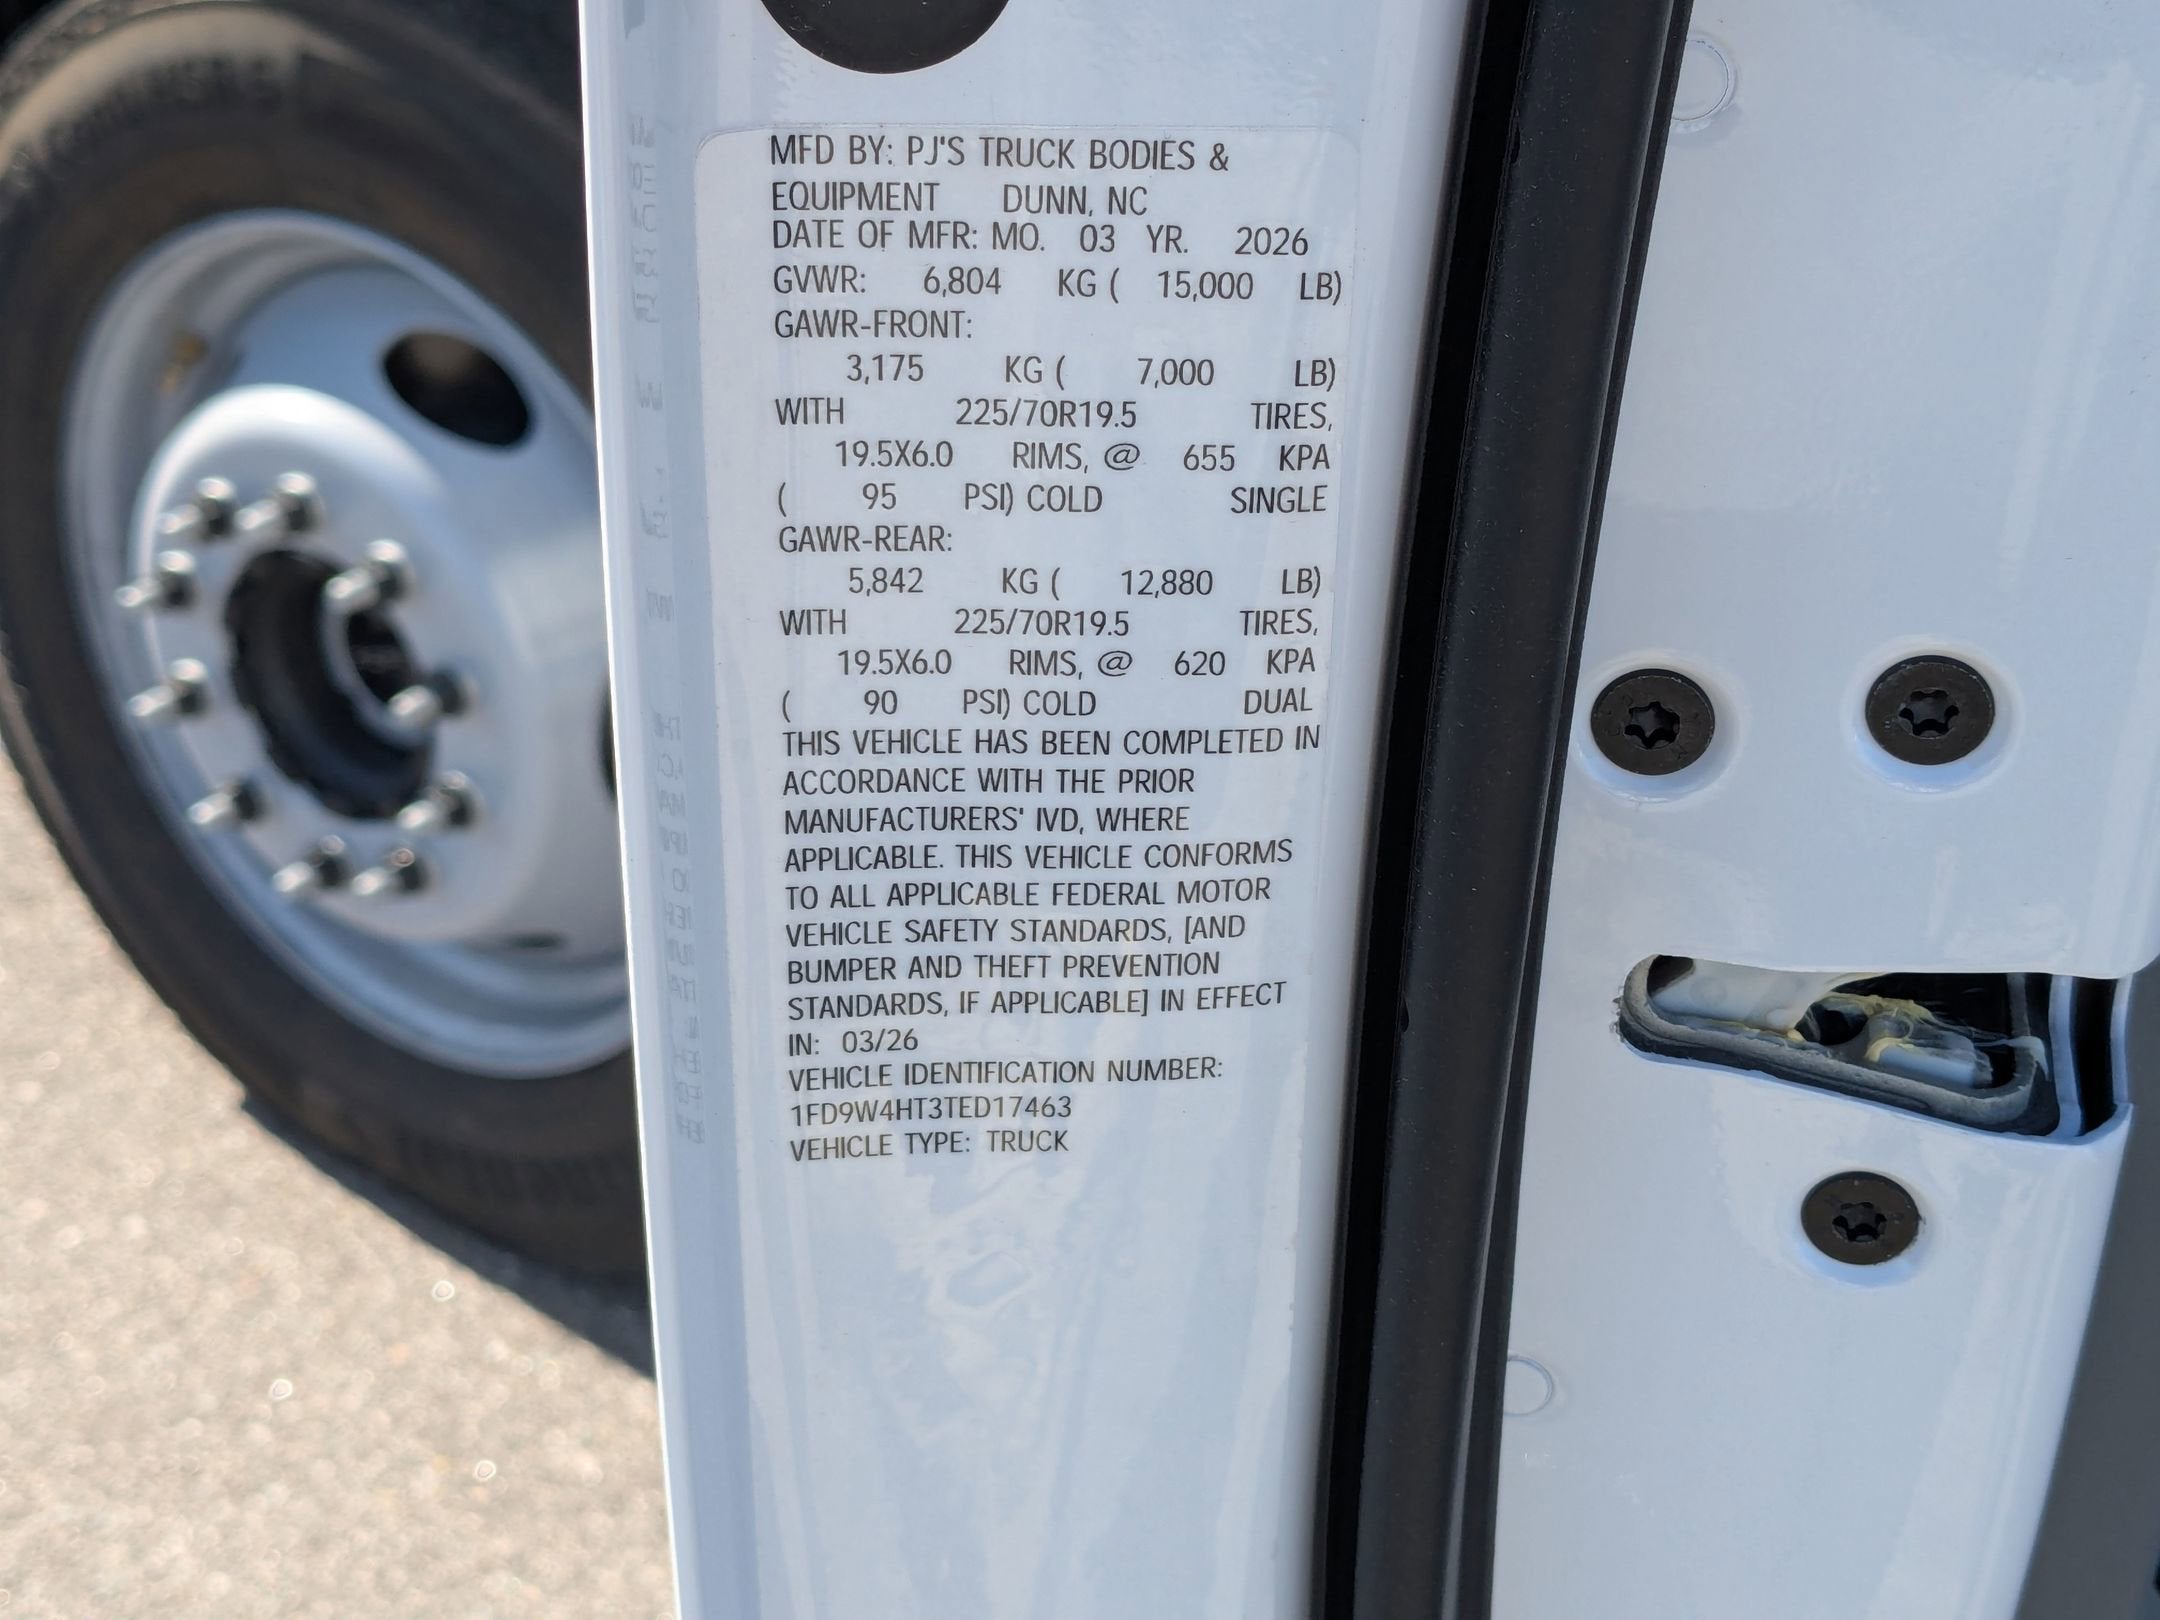 MFD BY: PJ'S TRUCK BODIES &
EQUIPMENT DUNN, NC
DATE OF MFR: MO. 03 YR. 2026
GVWR: 6,804 KG ( 15,000 LB)
GAWR-FRONT:
3,175 KG ( 7,000 LB)
WITH 225/70R19.5 TIRES,
19.5X6.0 RIMS, @ 655 KPA
( 95 PSI) COLD SINGLE
GAWR-REAR:
5,842 KG ( 12,880 LB)
WITH 225/70R19.5 TIRES,
19.5X6.0 RIMS, @ 620 KPA
( 90 PSI) COLD DUAL
THIS VEHICLE HAS BEEN COMPLETED IN
ACCORDANCE WITH THE PRIOR
MANUFACTURERS' IVD, WHERE
APPLICABLE. THIS VEHICLE CONFORMS
TO ALL APPLICABLE FEDERAL MOTOR
VEHICLE SAFETY STANDARDS, [AND
BUMPER AND THEFT PREVENTION
STANDARDS, IF APPLICABLE] IN EFFECT
IN: 03/26
VEHICLE IDENTIFICATION NUMBER:
1FD9W4HT3TED17463
VEHICLE TYPE: TRUCK